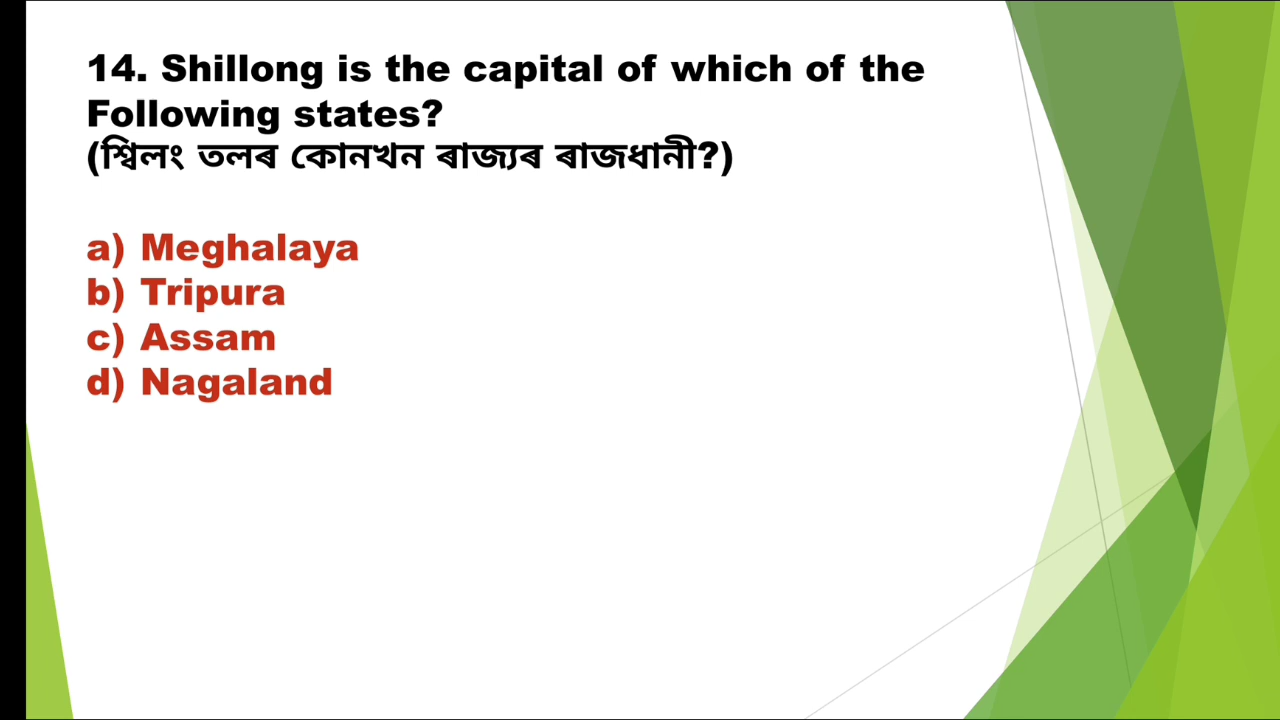 14. Shillong is the capital of which of the
Following states?
(শ্বিলং তলৰ কোনখন ৰাজ্যৰ ৰাজধানী?)
a) Meghalaya
b) Tripura
c) Assam
d) Nagaland